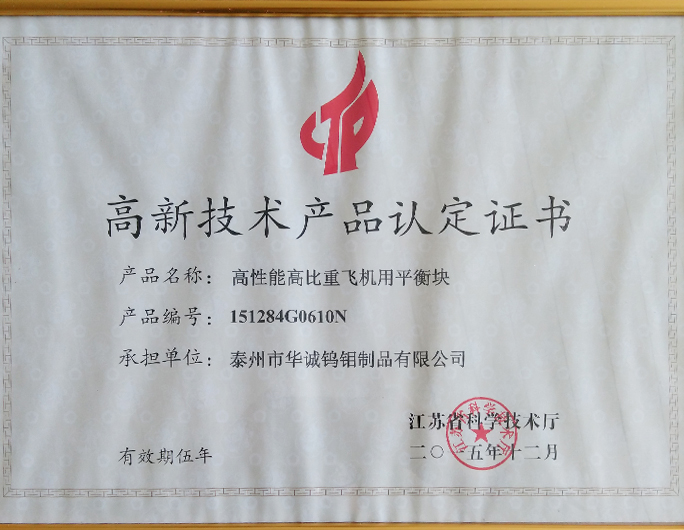 高新技术产品认定证书
产品名称：高性能高比重飞机用平衡块
产品编号：151284G0610N
承担单位：泰州市华诚钨钼制品有限公司
江苏省科学技术厅
有效期伍年
二〇一五年十二月